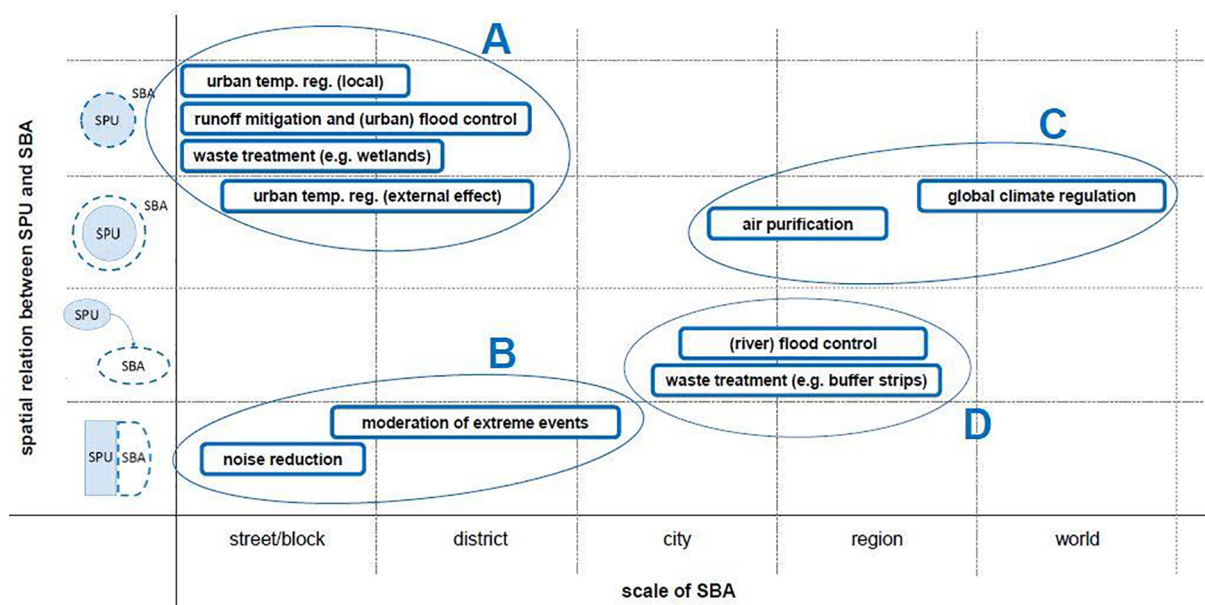 A
urban temp. reg. (local)
SBA
SPU
runoff mitigation and (urban) flood control
C
waste treatment (e.g. wetlands)
urban temp. reg. (external effect)
global climate regulation
SBA
SPU
air purification
spatial relation between SPU and SBA
SPU
(river) flood control
B
SBA
waste treatment (e.g. buffer strips)
moderation of extreme events
D
SPU
SBA
noise reduction
street/block
district
city
region
world
scale of SBA